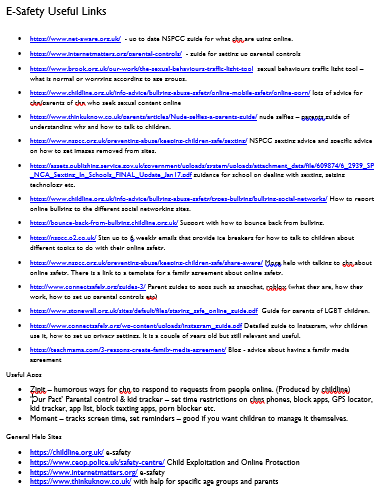 E-Safety Useful Links
• https://www.net-aware.org.uk/ - up to date NSPCC guide for what chn are using online.
• https://www.internetmatters.org/parental-controls/ - guide for setting up parental controls
• https://www.brook.org.uk/our-work/the-sexual-behaviours-traffic-light-tool sexual behaviours traffic light tool –
what is normal or worrying according to age groups.
• https://www.childline.org.uk/info-advice/bullying-abuse-safety/online-mobile-safety/online-porn/ lots of advice for
chn/parents of chn who seek sexual content online
• https://www.thinkuknow.co.uk/parents/articles/Nude-selfies-a-parents-guide/ nude selfies – guide of
understanding why and how to talk to children.
• https://www.nspcc.org.uk/preventing-abuse/keeping-children-safe/sexting/ NSPCC sexting advice and specific advice
on how to get images removed from sites.
• https://assets.publishing.service.gov.uk/government/uploads/system/uploads/attachment_data/file/609874/6_2939_SP
_NCA_Sexting_In_Schools_FINAL_Update_Jan17.pdf guidance for school on dealing with sexting, seizing
technology etc.
• https://www.childline.org.uk/info-advice/bullying-abuse-safety/types-bullying/bullying-social-networks/ How to report
online bullying to the different social networking sites.
• https://bounce-back-from-bullying.childline.org.uk/ Support with how to bounce back from bullying.
• https://nspcc.o2.co.uk/ Sign up to 6 weekly emails that provide ice breakers for how to talk to children about
different topics to do with their online safety.
• https://www.nspcc.org.uk/preventing-abuse/keeping-children-safe/share-aware/ More help with talking to chn about
online safety. There is a link to a template for a family agreement about online safety.
• http://www.connectsafely.org/guides-3/ Parent guides to apps such as snapchat, roblox (what they are, how they
work, how to set up parental controls etc)
• https://www.stonewall.org.uk/sites/default/files/staying_safe_online_guide.pdf Guide for parents of LGBT children.
• http://www.connectsafely.org/wp-content/uploads/instagram_guide.pdf Detailed guide to Instagram, why children
use it, how to set up privacy settings. It is a couple of years old but still relevant and useful.
• https://teachmama.com/3-reasons-create-family-media-agreement/ Blog - advice about having a family media
agreement
Useful Apps
• Zipit – humorous ways for chn to respond to requests from people online. (Produced by childline)
• 'Our Pact' Parental control & kid tracker – set time restrictions on chns phones, block apps, GPS locator,
kid tracker, app list, block texting apps, porn blocker etc.
• Moment – tracks screen time, set reminders – good if you want children to manage it themselves.
General Help Sites
• https://childline.org.uk/ e-safety
• https://www.ceop.police.uk/safety-centre/ Child Exploitation and Online Protection
• https://www.internetmatters.org/ e-safety
• https://www.thinkuknow.co.uk/ with help for specific age groups and parents